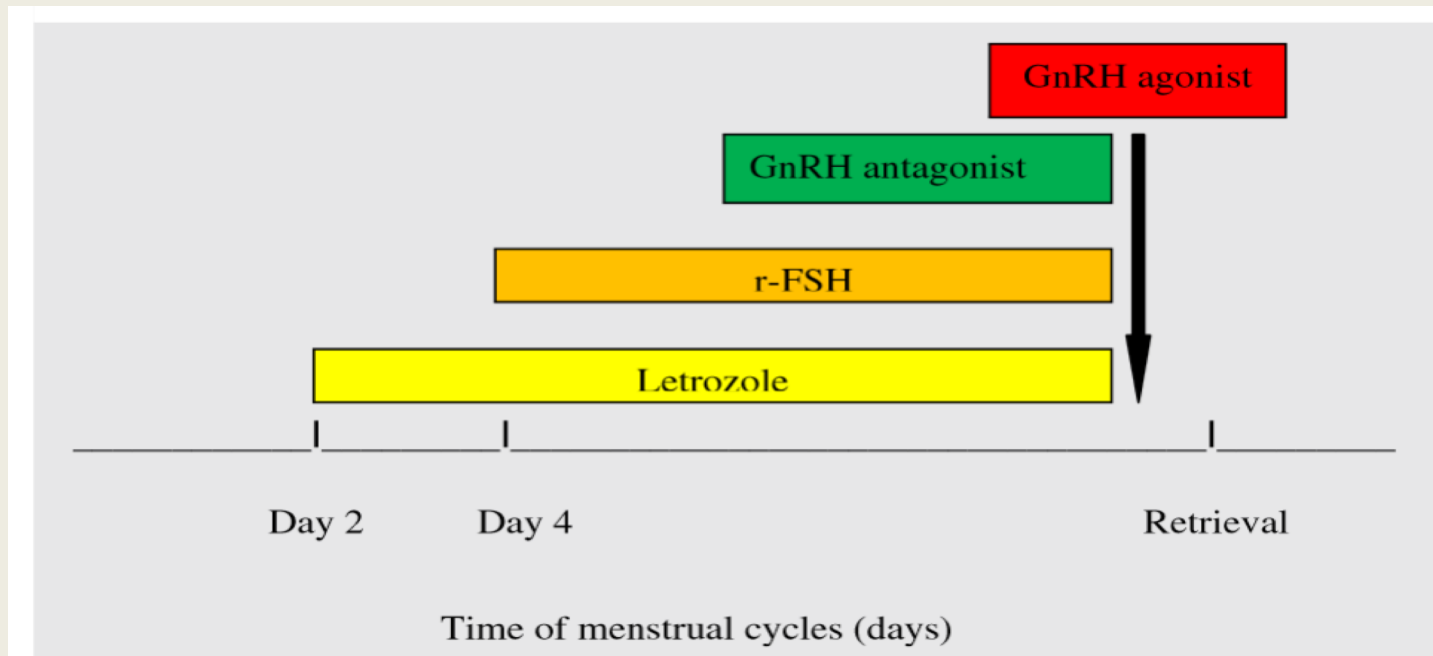 GnRH agonist
GnRH antagonist
r-FSH
Letrozole
Day 2 Day 4 Retrieval
Time of menstrual cycles (days)